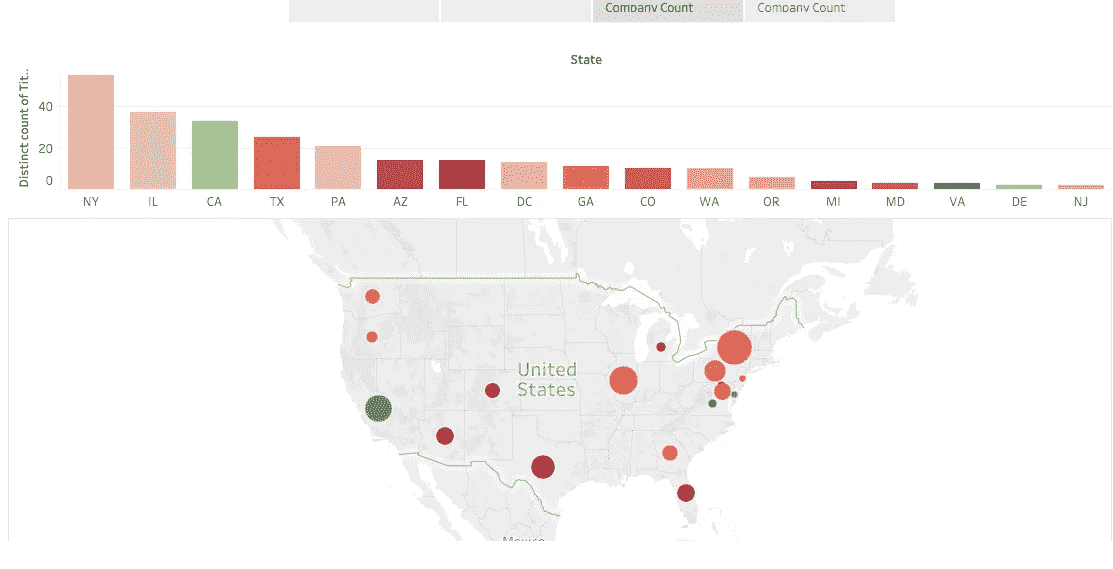 Company Count
Company Count
State
Distinct count of Tit..
40
20
0
NY IL CA TX PA AZ FL DC GA CO WA OR MI MD VA DE NJ
United
States
Mexico